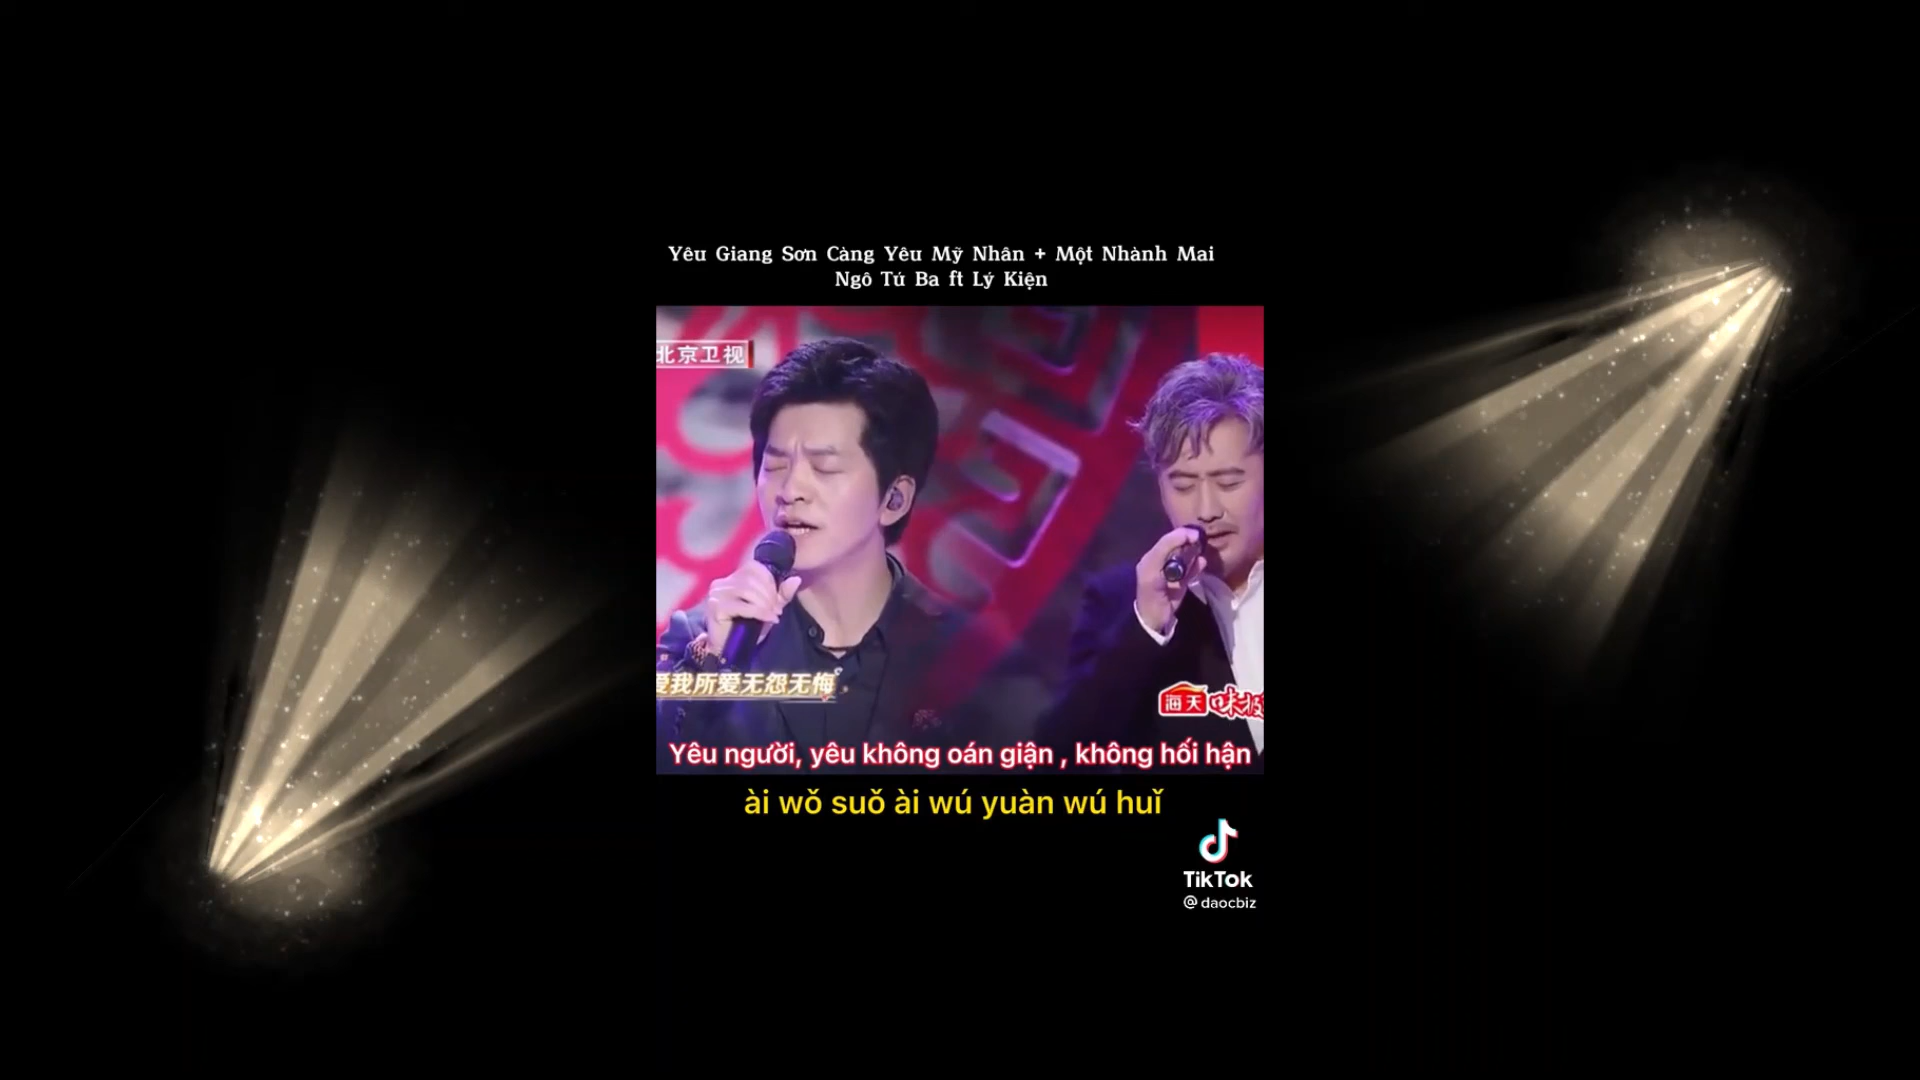 Yêu Giang Sơn Càng Yêu Mỹ Nhân + Một Nhành Mai
Ngô Tú Ba ft Lý Kiện
北京卫视
爱我所爱无怨无悔
海天
味极
Yêu người, yêu không oán giận , không hối hận
ài wǒ suǒ ài wú yuàn wú huǐ
TikTok
@daocbiz